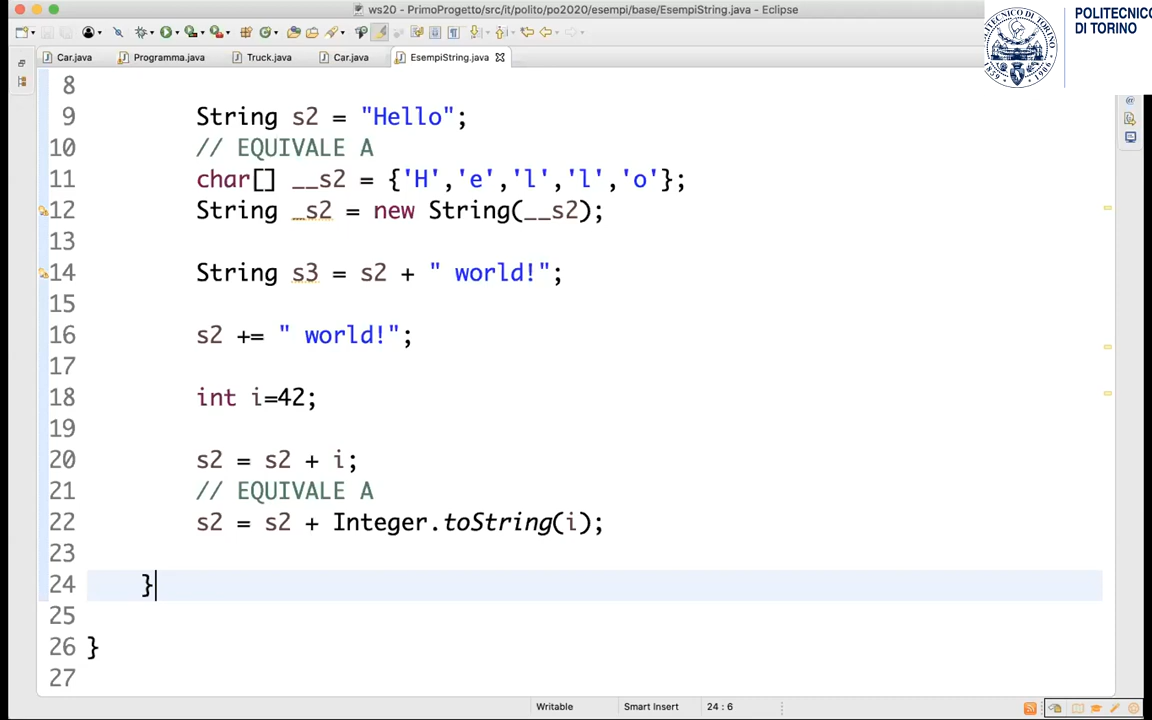 ws20 - PrimoProgetto/src/it/polito/po2020/esempi/base/EsempiString.java - Eclipse
POLITECNICO
DI TORINO
1859
1906
Car.java
Programma.java
Truck.java
Car.java
EsempiString.java
8
9 String s2 = "Hello";
10 // EQUIVALE A
11 char[] __s2 = {'H','e','l','l','o'};
12 String _s2 = new String(__s2);
13
14 String s3 = s2 + " world!";
15
16 s2 += " world!";
17
18 int i=42;
19
20 s2 = s2 + i;
21 // EQUIVALE A
22 s2 = s2 + Integer.toString(i);
23
24 }
25
26 }
27
Writable
Smart Insert
24 : 6